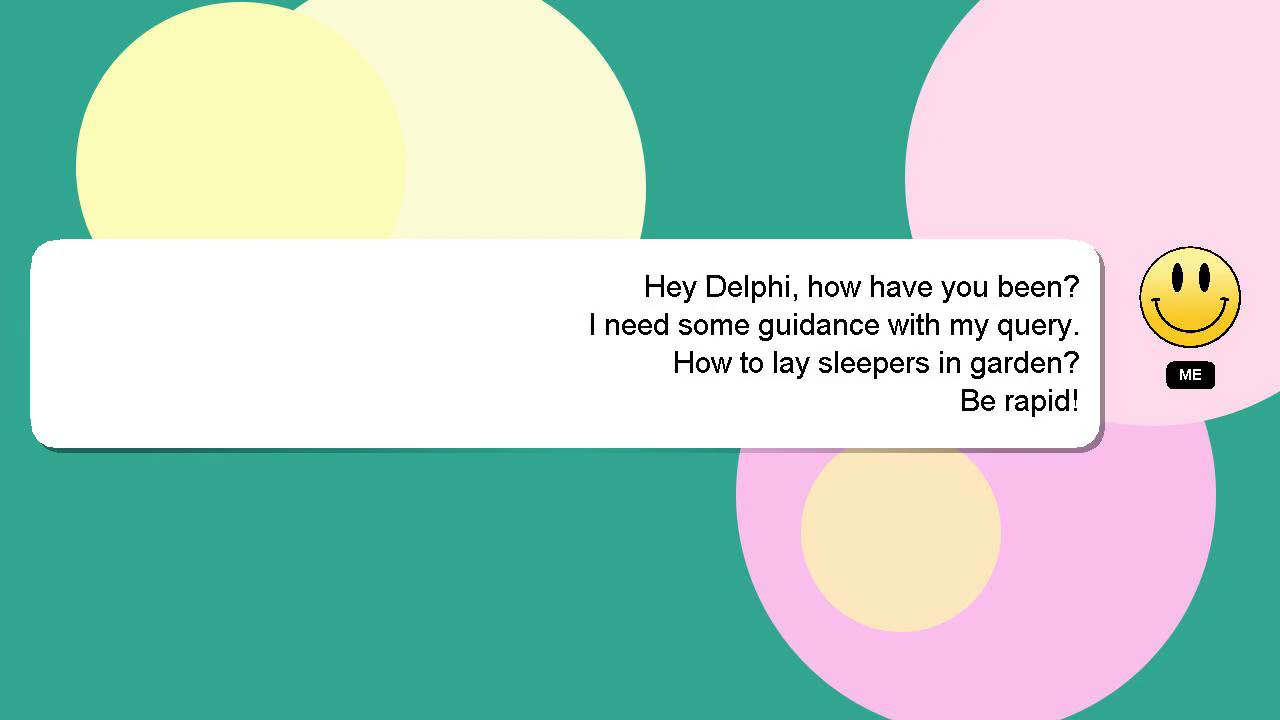 Hey Delphi, how have you been?
I need some guidance with my query.
How to lay sleepers in garden?
Be rapid!
ME